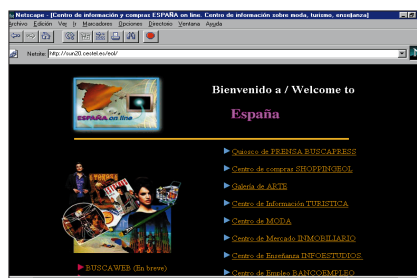 Netscape - [Centro de información y compras ESPAÑA on line. Centro de información sobre moda, turismo, enseñanza]
Archivo Edición Ver Ir Marcadores Opciones Directorio Ventana Ayuda
Netsite: http://sun20.cestel.es/eol/
ESPAÑA on line
Bienvenido a / Welcome to
España
Quiosco de PRENSA BUSCAPRESS
Centro de compras SHOPPINGEOL
Galería de ARTE
Centro de Información TURISTICA
Centro de MODA
Centro de Mercado INMOBILIARIO
Centro de Enseñanza INFOESTUDIOS
Centro de Empleo BANCOEMPLEO
BUSCAWEB (En breve)